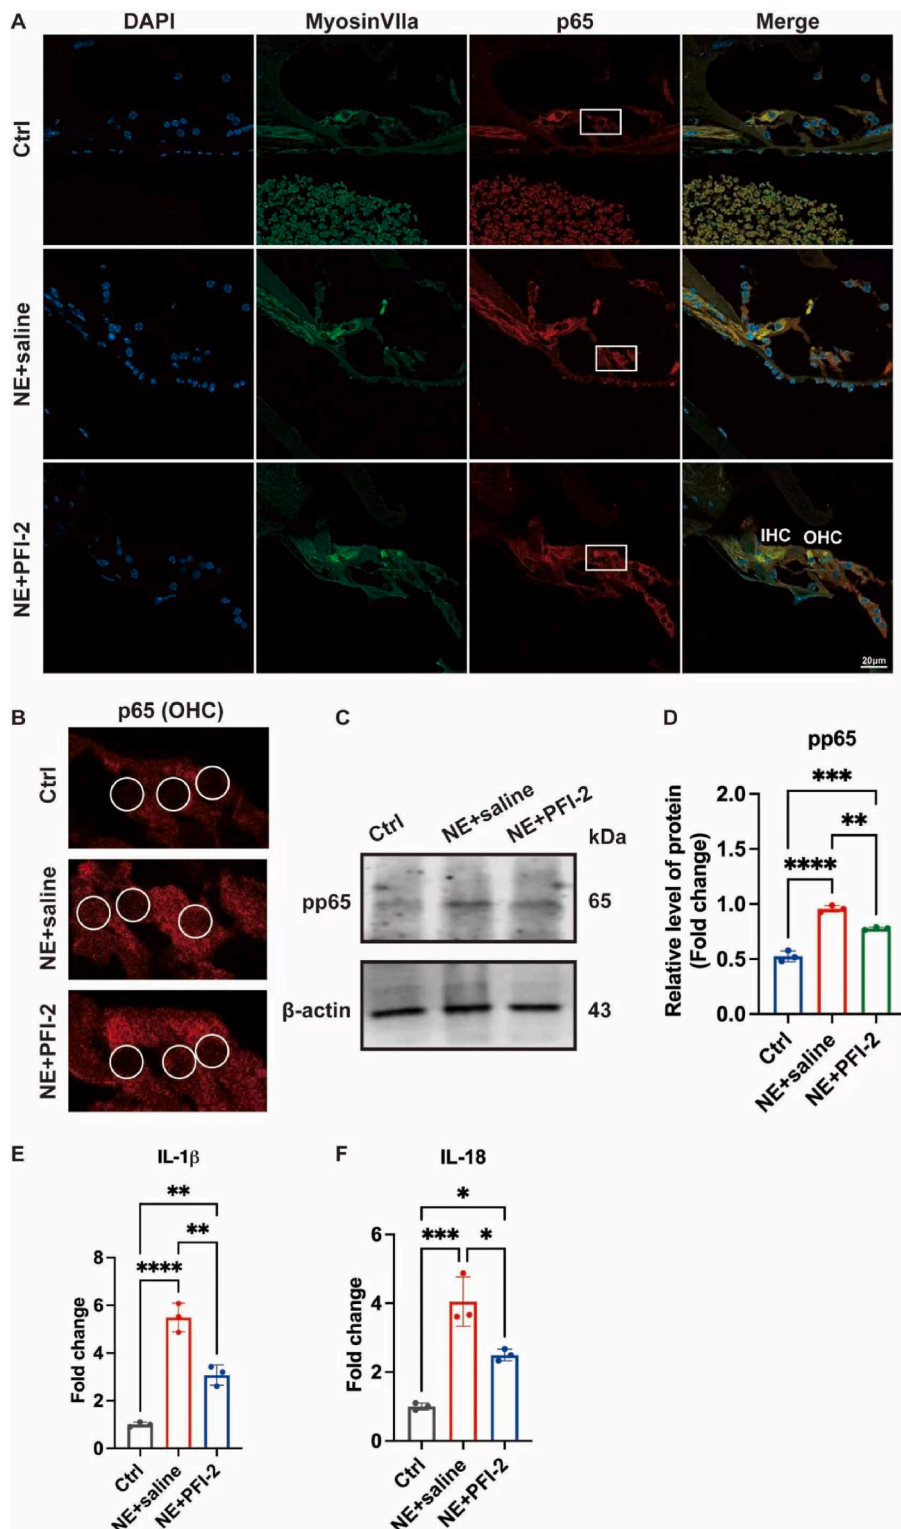 A
DAPI MyosinVIIa p65 Merge
Ctrl
NE+saline
NE+PFI-2
IHC OHC
20μm
B
p65 (OHC)
Ctrl
NE+saline
NE+PFI-2
C
Ctrl NE+saline NE+PFI-2
kDa
pp65 65
β-actin 43
D
pp65
Relative level of protein
(Fold change)
***
**
****
2.0
1.5
1.0
0.5
0.0
Ctrl
NE+saline
NE+PFI-2
E
IL-1β
Fold change
**
**
****
8
6
4
2
0
Ctrl
NE+saline
NE+PFI-2
F
IL-18
Fold change
*
*** *
6
4
2
0
Ctrl
NE+saline
NE+PFI-2